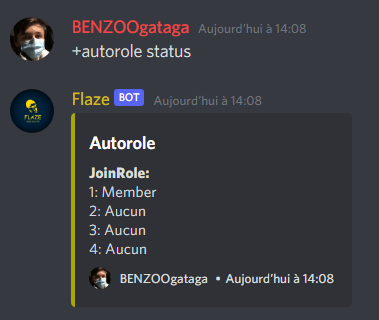 BENZOOgataga Aujourd'hui à 14:08
+autorole status
Flaze BOT Aujourd'hui à 14:08
FLAZE
Autorole
JoinRole:
1: Member
2: Aucun
3: Aucun
4: Aucun
BENZOOgataga • Aujourd'hui à 14:08